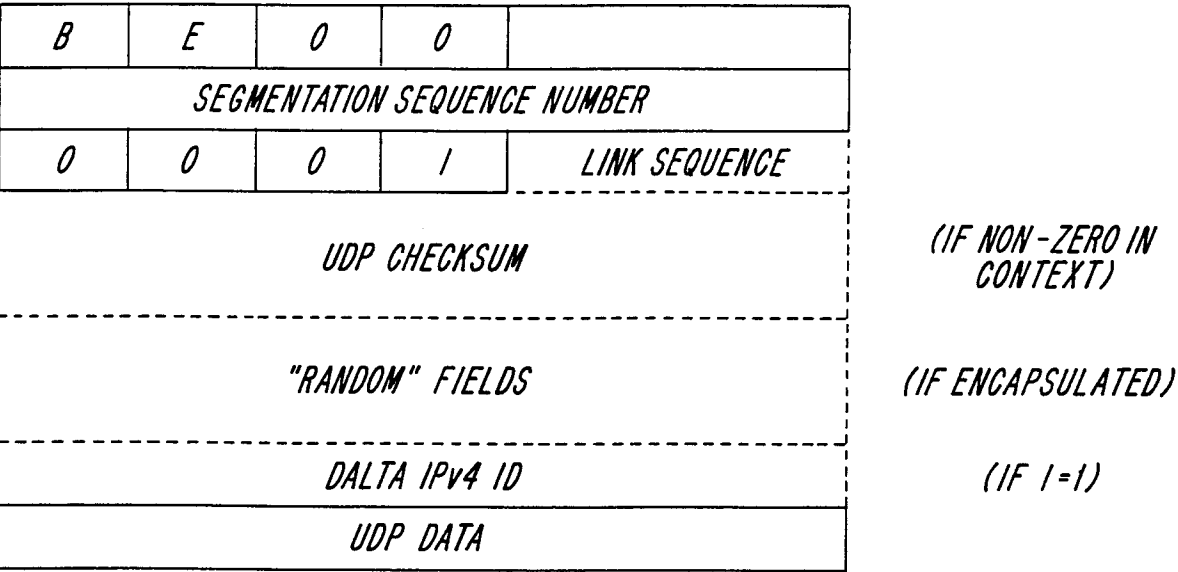 B E 0 0
SEGMENTATION SEQUENCE NUMBER
0 0 0 I LINK SEQUENCE
UDP CHECKSUM
(IF NON-ZERO IN
CONTEXT)
"RANDOM" FIELDS
(IF ENCAPSULATED)
DALTA IPv4 ID
(IF I=1)
UDP DATA